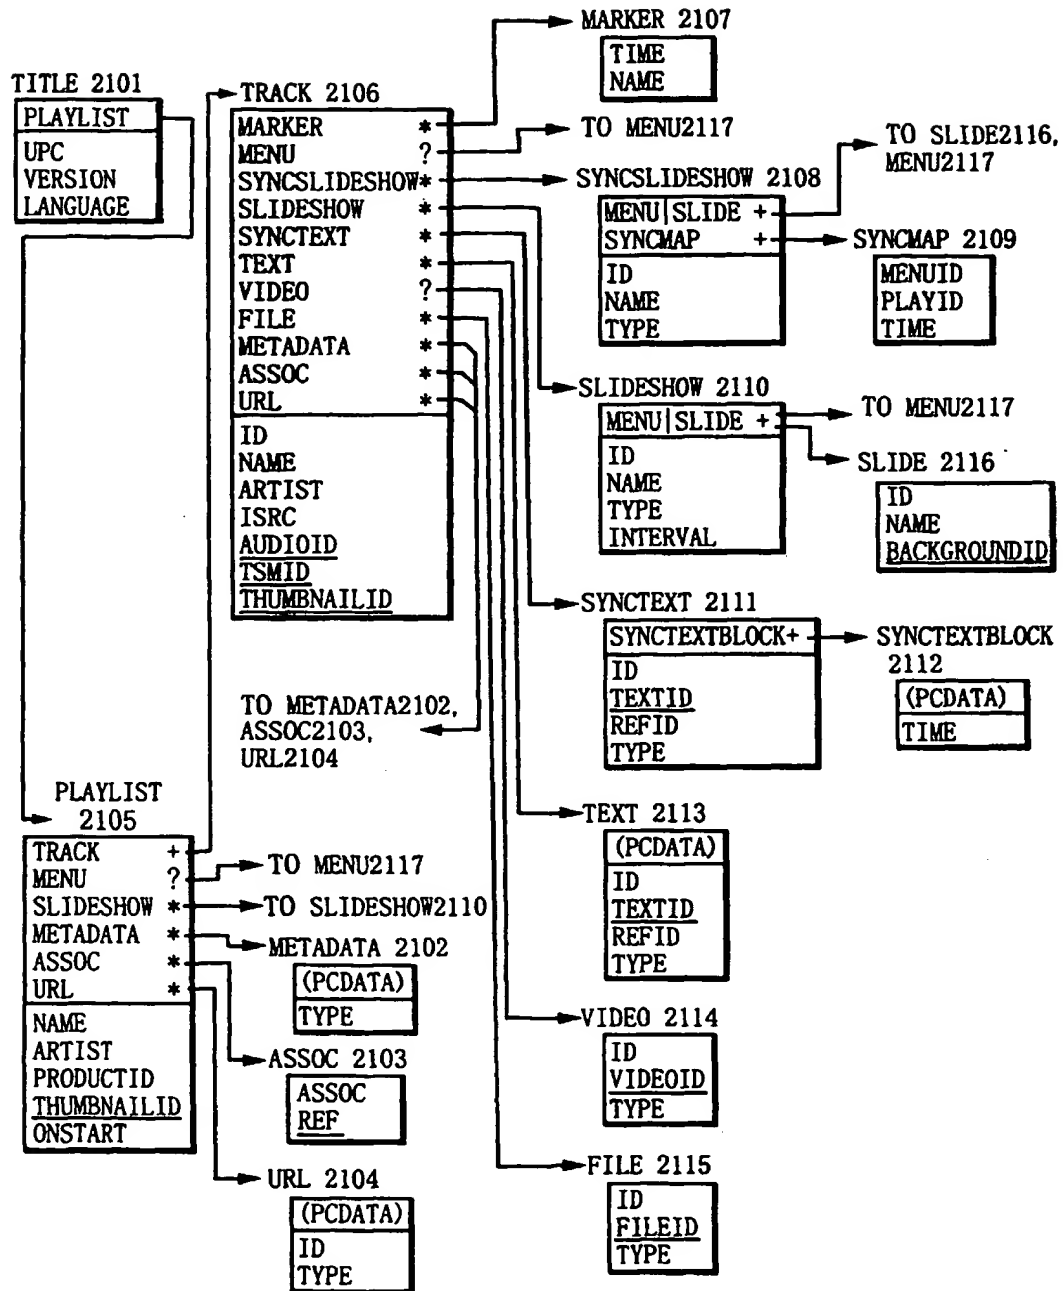 TITLE 2101
PLAYLIST
UPC
VERSION
LANGUAGE
TRACK 2106
MARKER *
MENU ?
SYNCSLIDESHOW*
SLIDESHOW *
SYNCTEXT *
TEXT *
VIDEO ?
FILE *
METADATA *
ASSOC *
URL *
ID
NAME
ARTIST
ISRC
AUDIOID
TSMID
THUMBNAILID
TO METADATA2102,
ASSOC2103,
URL2104
MARKER 2107
TIME
NAME
TO MENU2117
SYNCSLIDESHOW 2108
MENU|SLIDE +
SYNCMAP +
ID
NAME
TYPE
TO SLIDE2116,
MENU2117
SYNCMAP 2109
MENUID
PLAYID
TIME
SLIDESHOW 2110
MENU|SLIDE +
ID
NAME
TYPE
INTERVAL
TO MENU2117
SLIDE 2116
ID
NAME
BACKGROUNDID
SYNCTEXT 2111
SYNCTEXTBLOCK+
ID
TEXTID
REFID
TYPE
SYNCTEXTBLOCK
2112
(PCDATA)
TIME
TEXT 2113
(PCDATA)
ID
TEXTID
REFID
TYPE
VIDEO 2114
ID
VIDEOID
TYPE
FILE 2115
ID
FILEID
TYPE
PLAYLIST
2105
TRACK +
MENU ?
SLIDESHOW *
METADATA *
ASSOC *
URL *
NAME
ARTIST
PRODUCTID
THUMBNAILID
ONSTART
TO MENU2117
TO SLIDESHOW2110
METADATA 2102
(PCDATA)
TYPE
ASSOC 2103
ASSOC
REF
URL 2104
(PCDATA)
ID
TYPE